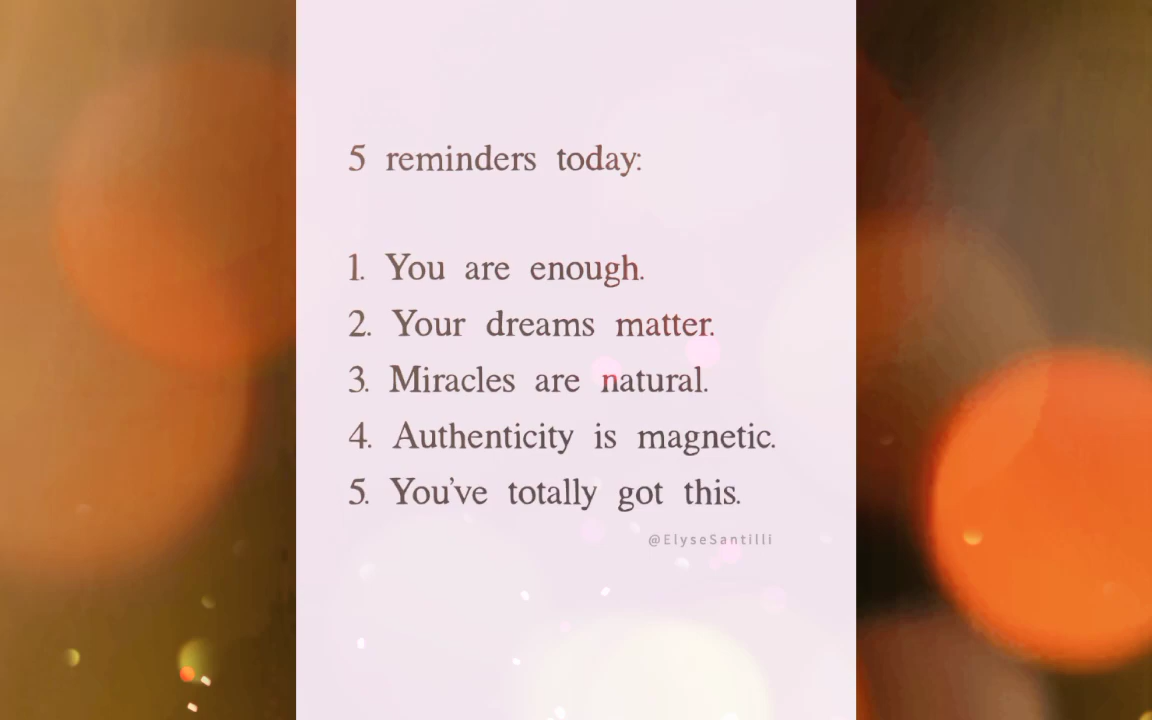 5 reminders today:
1. You are enough.
2. Your dreams matter.
3. Miracles are natural.
4. Authenticity is magnetic.
5. You've totally got this.
@ElyseSantilli